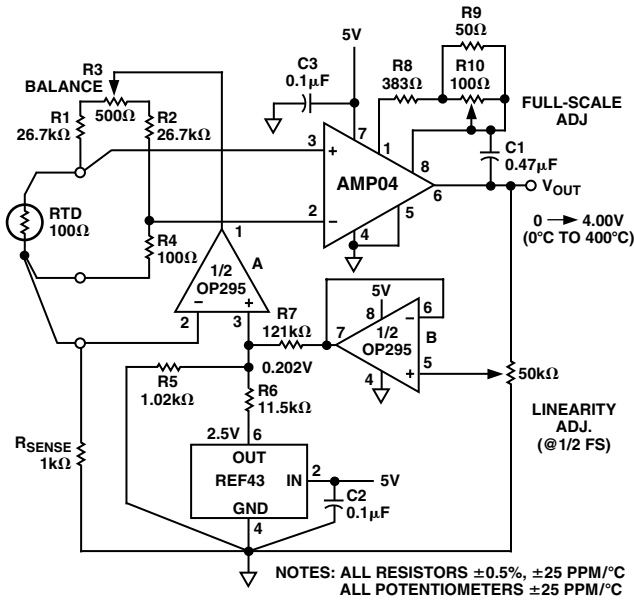 R9
50Ω
R10
100Ω
R8
383Ω
5V
C3
0.1µF
R3
BALANCE
500Ω
R1
26.7kΩ
R2
26.7kΩ
FULL-SCALE
ADJ
C1
0.47µF
3
+
7
1
8
AMP04
6
VOUT
2
–
5
4
0 → 4.00V
(0°C TO 400°C)
RTD
100Ω
R4
100Ω
1
A
1/2
OP295
–
+
2
3
R7
121kΩ
5V
8
7
1/2
OP295
–
6
B
+
5
4
50kΩ
0.202V
R5
1.02kΩ
R6
11.5kΩ
LINEARITY
ADJ.
(@1/2 FS)
RSENSE
1kΩ
2.5V
6
OUT
REF43
IN
2
5V
GND
4
C2
0.1µF
NOTES: ALL RESISTORS ±0.5%, ±25 PPM/°C
ALL POTENTIOMETERS ±25 PPM/°C